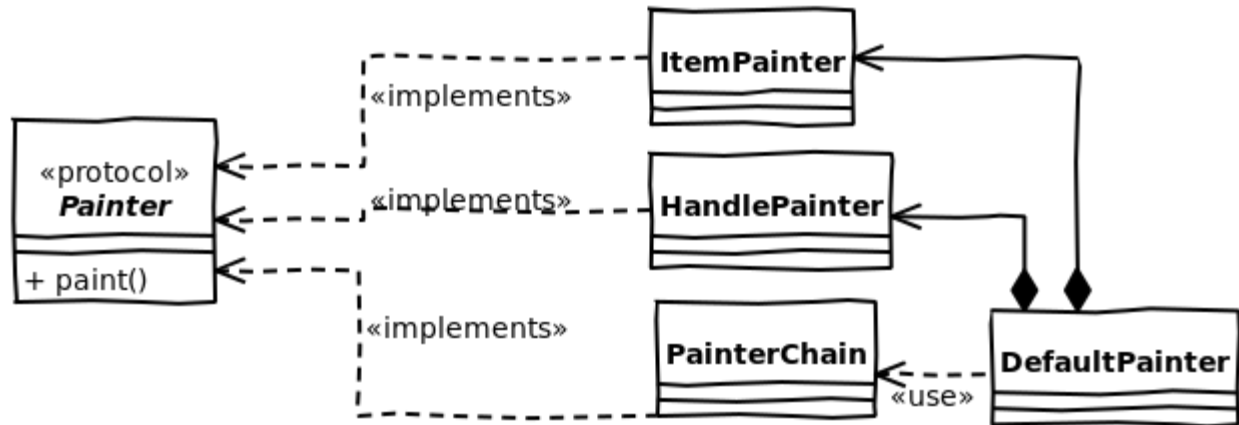 ItemPainter
«implements»
«protocol»
Painter
+ paint()
«implements»
HandlePainter
«implements»
PainterChain
«use»
DefaultPainter